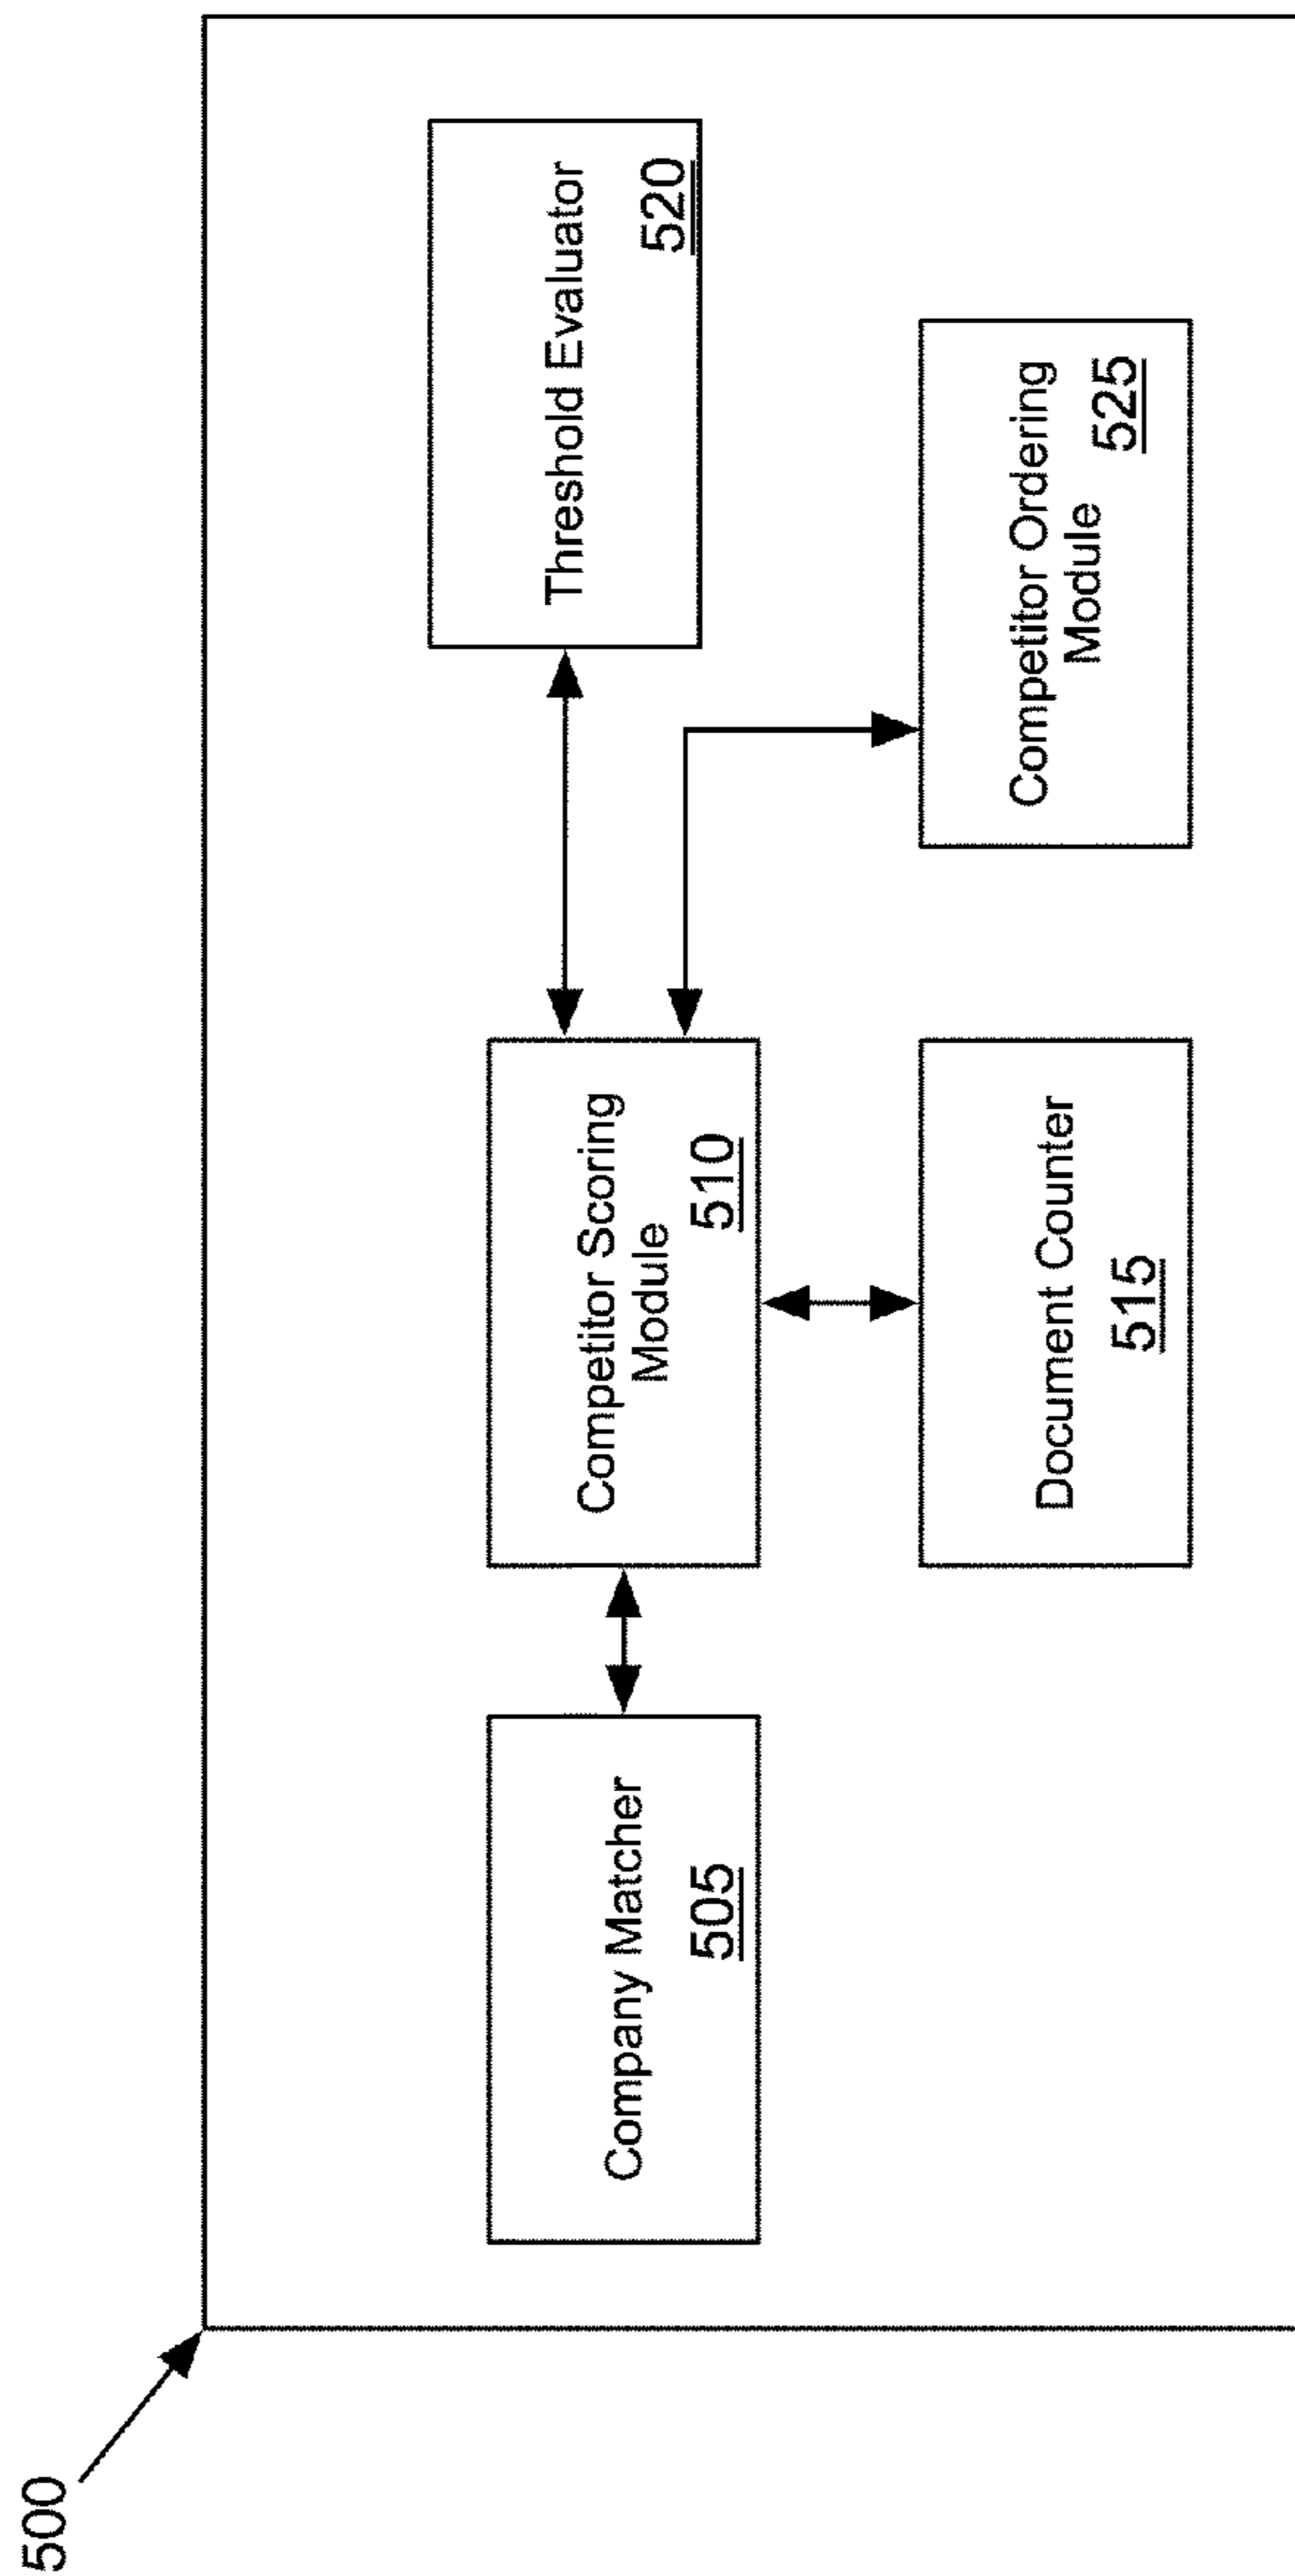 500
Company Matcher
505
Competitor Scoring
Module
510
Document Counter
515
Threshold Evaluator
520
Competitor Ordering
Module
525